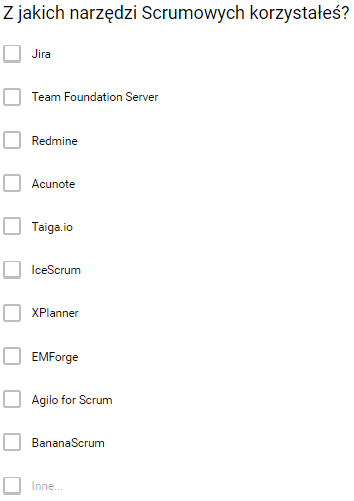 Z jakich narzędzi Scrumowych korzystałeś?
Jira
Team Foundation Server
Redmine
Acunote
Taiga.io
IceScrum
XPlanner
EMForge
Agilo for Scrum
BananaScrum
Inne...